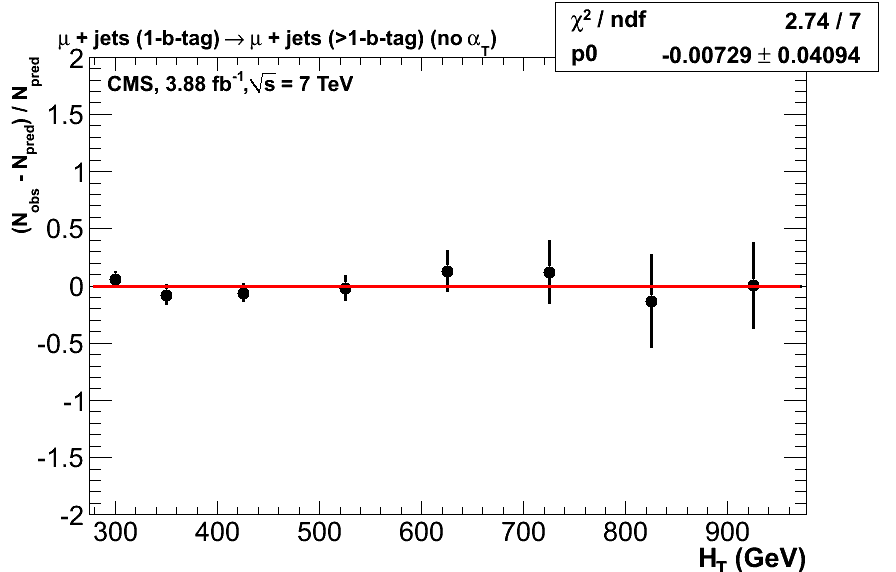 μ + jets (1-b-tag) → μ + jets (>1-b-tag) (no α_T)
χ² / ndf 2.74 / 7
p0 -0.00729 ± 0.04094
CMS, 3.88 fb⁻¹, √s = 7 TeV
(N_obs - N_pred) / N_pred
2
1.5
1
0.5
0
-0.5
-1
-1.5
-2
300 400 500 600 700 800 900
H_T (GeV)